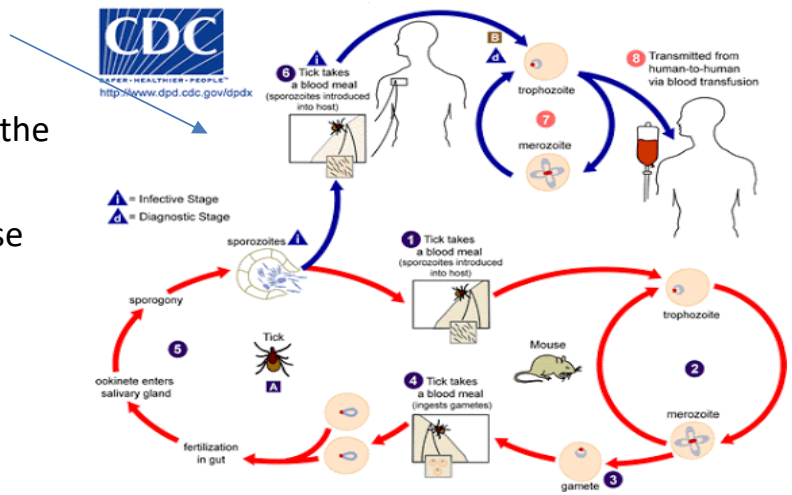 the
se
CDC
SAFER • HEALTHIER • PEOPLE™
http://www.dpd.cdc.gov/dpdx
i = Infective Stage
d = Diagnostic Stage
6 Tick takes
a blood meal
(sporozoites introduced
into host)
i
B
d
trophozoite
7
merozoite
8 Transmitted from
human-to-human
via blood transfusion
sporozoites i
1 Tick takes
a blood meal
(sporozoites introduced
into host)
trophozoite
2
merozoite
Mouse
gamete 3
4 Tick takes
a blood meal
(ingests gametes)
fertilization
in gut
ookinete enters
salivary gland
5
sporogony
Tick
A